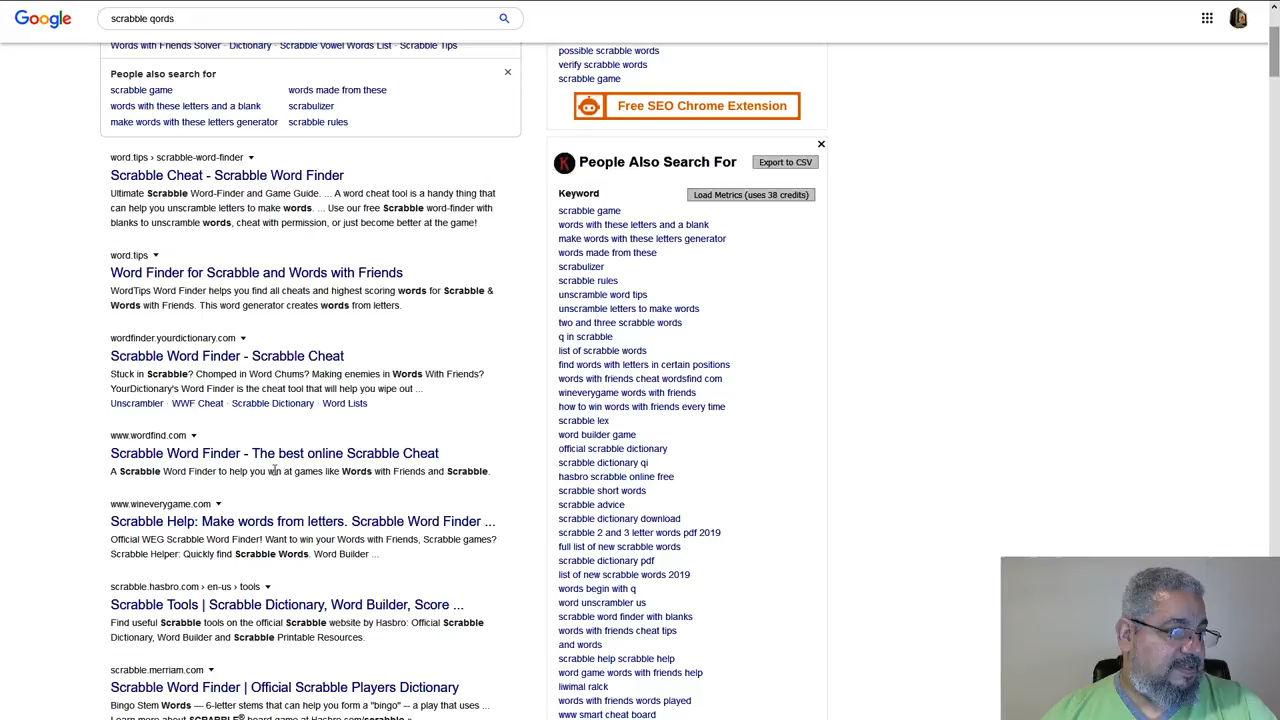 Google
scrabble qords
Words with Friends Solver · Dictionary · Scrabble Vowel Words List · Scrabble Tips
People also search for
scrabble game
words made from these
words with these letters and a blank
scrabulizer
make words with these letters generator
scrabble rules
word.tips › scrabble-word-finder
Scrabble Cheat - Scrabble Word Finder
Ultimate Scrabble Word-Finder and Game Guide. ... A word cheat tool is a handy thing that
can help you unscramble letters to make words. ... Use our free Scrabble word-finder with
blanks to unscramble words, cheat with permission, or just become better at the game!
word.tips
Word Finder for Scrabble and Words with Friends
WordTips Word Finder helps you find all cheats and highest scoring words for Scrabble &
Words with Friends. This word generator creates words from letters.
wordfinder.yourdictionary.com
Scrabble Word Finder - Scrabble Cheat
Stuck in Scrabble? Chomped in Word Chums? Making enemies in Words With Friends?
YourDictionary's Word Finder is the cheat tool that will help you wipe out ...
Unscrambler · WWF Cheat · Scrabble Dictionary · Word Lists
www.wordfind.com
Scrabble Word Finder - The best online Scrabble Cheat
A Scrabble Word Finder to help you win at games like Words with Friends and Scrabble.
www.wineverygame.com
Scrabble Help: Make words from letters. Scrabble Word Finder ...
Official WEG Scrabble Word Finder! Want to win your Words with Friends, Scrabble games?
Scrabble Helper: Quickly find Scrabble Words. Word Builder ...
scrabble.hasbro.com › en-us › tools
Scrabble Tools | Scrabble Dictionary, Word Builder, Score ...
Find useful Scrabble tools on the official Scrabble website by Hasbro: Official Scrabble
Dictionary, Word Builder and Scrabble Printable Resources.
scrabble.merriam.com
Scrabble Word Finder | Official Scrabble Players Dictionary
Bingo Stem Words — 6-letter stems that can help you form a "bingo" -- a play that uses ...
Learn more about SCRABBLE® board game at Hasbro.com/scrabble »
possible scrabble words
verify scrabble words
scrabble game
Free SEO Chrome Extension
K People Also Search For
Export to CSV
Keyword
Load Metrics (uses 38 credits)
scrabble game
words with these letters and a blank
make words with these letters generator
words made from these
scrabulizer
scrabble rules
unscramble word tips
unscramble letters to make words
two and three scrabble words
q in scrabble
list of scrabble words
find words with letters in certain positions
words with friends cheat wordsfind com
wineverygame words with friends
how to win words with friends every time
scrabble lex
word builder game
official scrabble dictionary
scrabble dictionary qi
hasbro scrabble online free
scrabble short words
scrabble advice
scrabble dictionary download
scrabble 2 and 3 letter words pdf 2019
full list of new scrabble words
scrabble dictionary pdf
list of new scrabble words 2019
words begin with q
word unscrambler us
scrabble word finder with blanks
words with friends cheat tips
and words
scrabble help scrabble help
word game words with friends help
liwimal ralck
words with friends words played
www smart cheat board